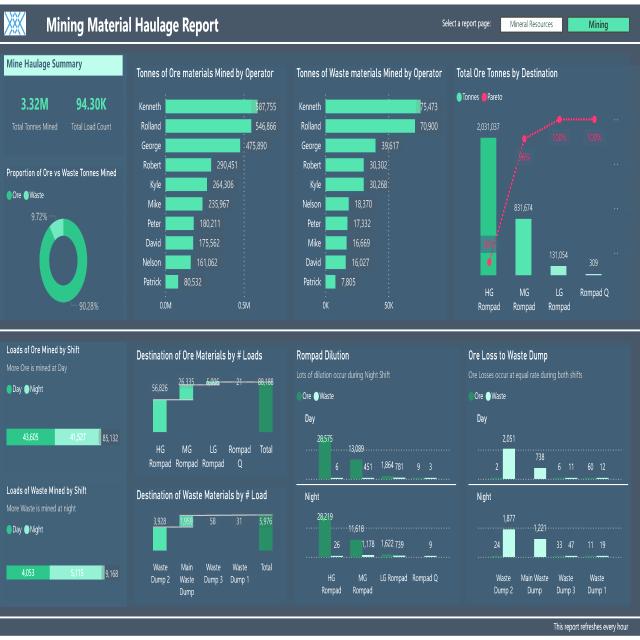 Mining Material Haulage Report
Select a report page:
Mineral Resources
Mining
Mine Haulage Summary
3.32M
94.30K
Total Tonnes Mined
Total Load Count
Proportion of Ore vs Waste Tonnes Mined
Ore Waste
9.72%
90.28%
Tonnes of Ore materials Mined by Operator
Kenneth 587,755
Rolland 546,866
George 475,890
Robert 290,451
Kyle 264,306
Mike 235,967
Peter 180,211
David 175,562
Nelson 161,062
Patrick 80,532
0.0M 0.5M
Tonnes of Waste materials Mined by Operator
Kenneth 75,473
Rolland 70,900
George 39,617
Robert 30,302
Kyle 30,268
Nelson 18,370
Peter 17,332
Mike 16,669
David 16,027
Patrick 7,805
0K 50K
Total Ore Tonnes by Destination
Tonnes Pareto
2,031,037
831,674
131,054
309
100%
100%
HG Rompad
MG Rompad
LG Rompad
Rompad Q
Loads of Ore Mined by Shift
More Ore is mined at Day
Day Night
43,605 41,527 85,132
Loads of Waste Mined by Shift
More Waste is mined at night
Day Night
4,053 5,115 9,168
Destination of Ore Materials by # Loads
56,826 26,335 21 88,188
HG Rompad
MG Rompad
LG Rompad
Rompad Q
Total
Destination of Waste Materials by # Load
3,928 1,959 58 31 5,976
Waste Dump 2
Main Waste Dump
Waste Dump 3
Waste Dump 1
Total
Rompad Dilution
Lots of dilution occur during Night Shift
Ore Waste
Day
28,575 6 13,089 451 1,864 781 9 3
Night
28,219 26 11,618 1,178 1,622 739 9
HG Rompad
MG Rompad
LG Rompad
Rompad Q
Ore Loss to Waste Dump
Ore Losses occur at equal rate during both shifts
Ore Waste
Day
2 2,051 738 6 11 60 12
Night
24 1,877 1,221 33 47 11 19
Waste Dump 2
Main Waste Dump
Waste Dump 3
Waste Dump 1
This report refreshes every hour